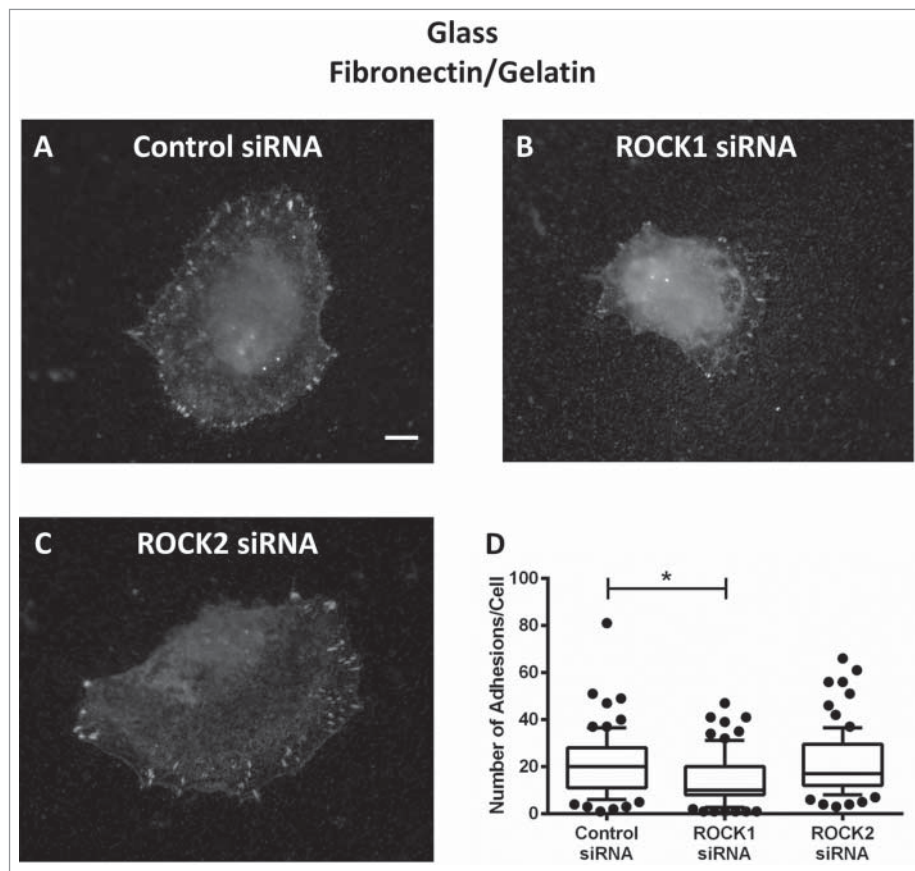 Glass
Fibronectin/Gelatin
A
Control siRNA
B
ROCK1 siRNA
C
ROCK2 siRNA
D
Number of Adhesions/Cell
100
80
60
40
20
0
*
Control
siRNA
ROCK1
siRNA
ROCK2
siRNA